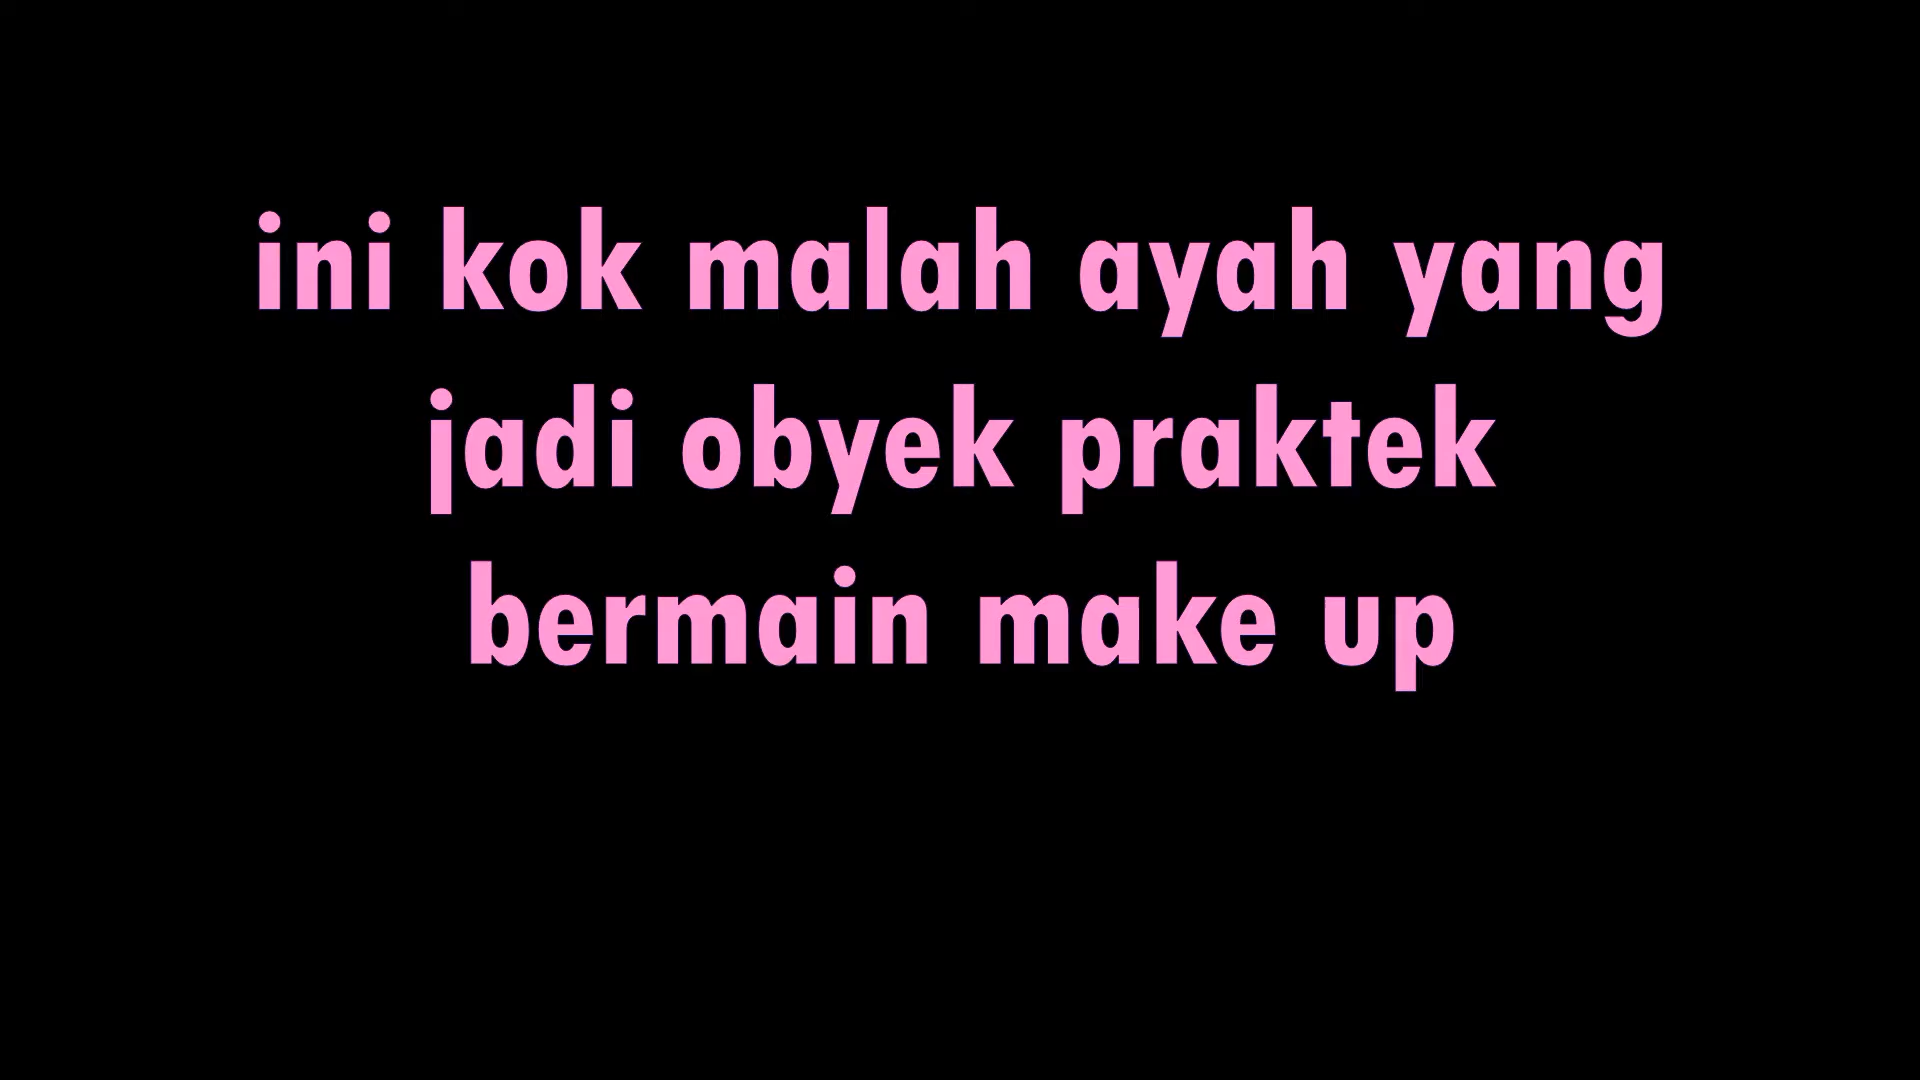 ini kok malah ayah yang
jadi obyek praktek
bermain make up